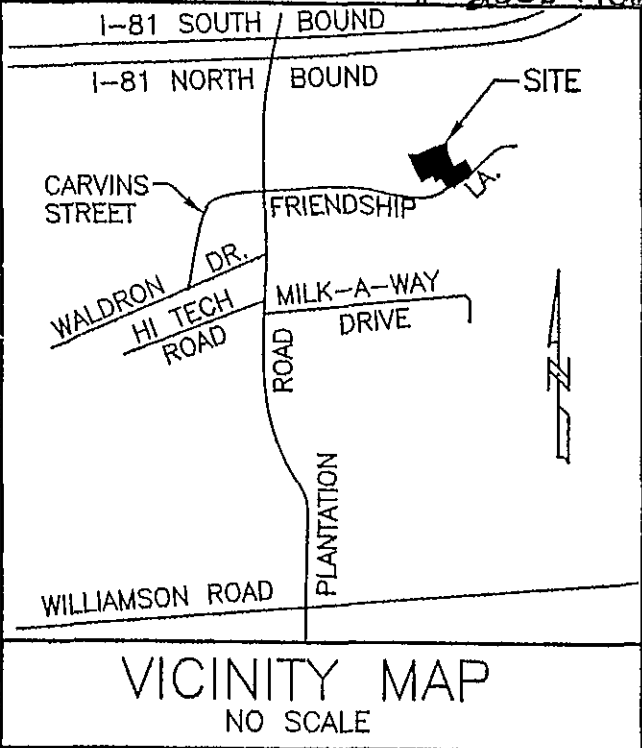 I-81 SOUTH BOUND
I-81 NORTH BOUND
SITE
CARVINS
STREET
FRIENDSHIP LA.
WALDRON DR.
HI TECH
ROAD
MILK-A-WAY
DRIVE
PLANTATION ROAD
N
WILLIAMSON ROAD
VICINITY MAP
NO SCALE